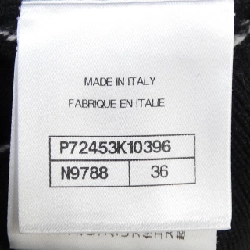 MADE IN ITALY
FABRIQUE EN ITALIE
P72453K10396
N9788 36